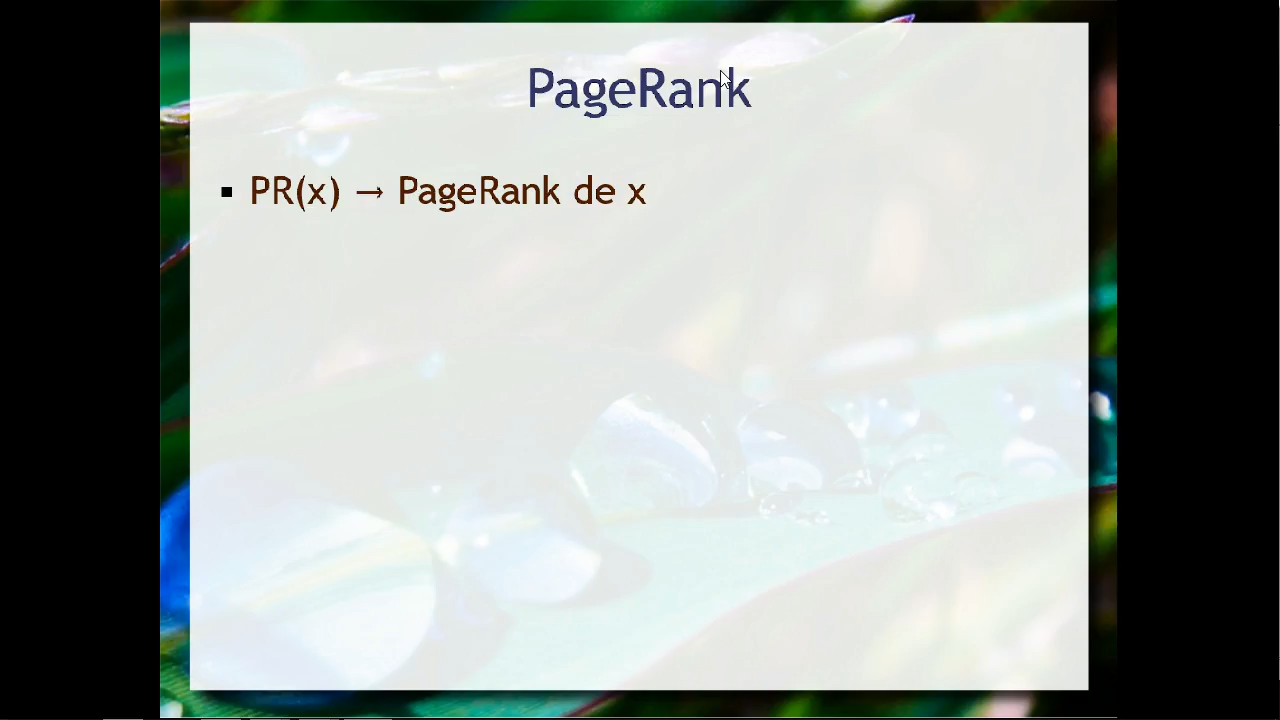 PageRank
▪ PR(x) → PageRank de x